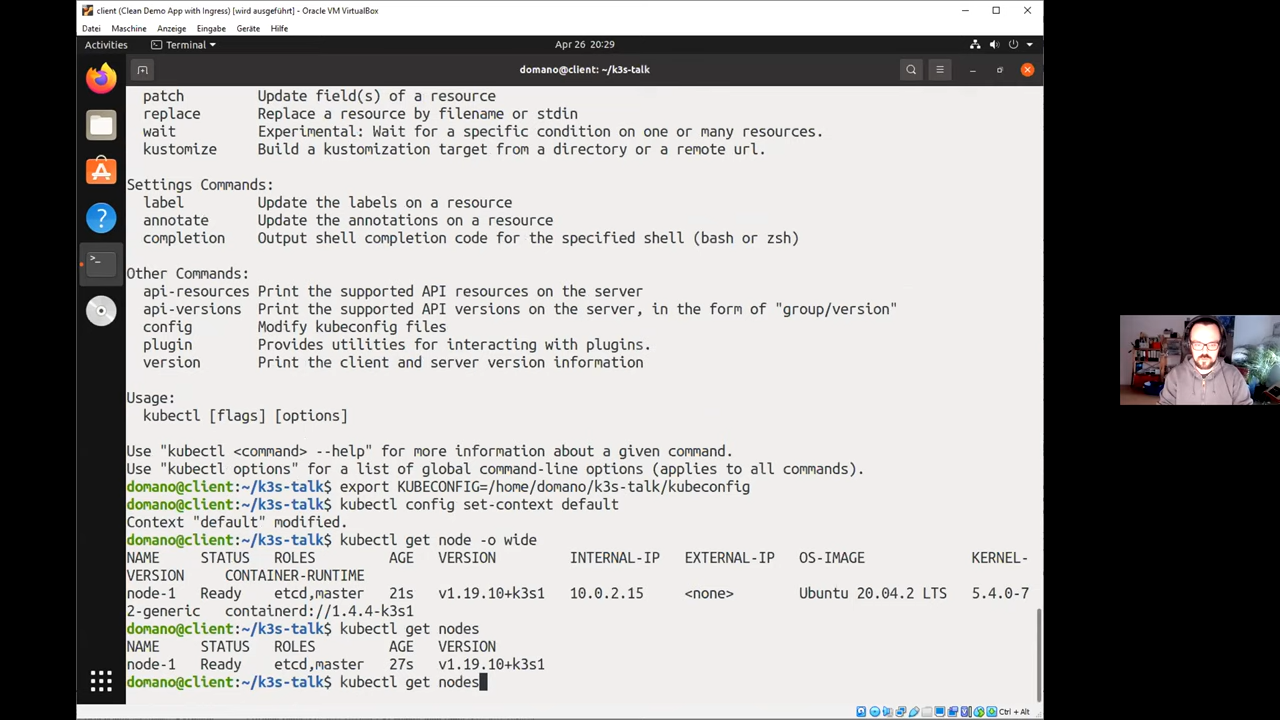 client (Clean Demo App with Ingress) [wird ausgeführt] - Oracle VM VirtualBox
Datei Maschine Anzeige Eingabe Geräte Hilfe
Activities Terminal Apr 26 20:29
domano@client: ~/k3s-talk
patch Update field(s) of a resource
replace Replace a resource by filename or stdin
wait Experimental: Wait for a specific condition on one or many resources.
kustomize Build a kustomization target from a directory or a remote url.
Settings Commands:
label Update the labels on a resource
annotate Update the annotations on a resource
completion Output shell completion code for the specified shell (bash or zsh)
Other Commands:
api-resources Print the supported API resources on the server
api-versions Print the supported API versions on the server, in the form of "group/version"
config Modify kubeconfig files
plugin Provides utilities for interacting with plugins.
version Print the client and server version information
Usage:
kubectl [flags] [options]
Use "kubectl <command> --help" for more information about a given command.
Use "kubectl options" for a list of global command-line options (applies to all commands).
domano@client:~/k3s-talk$ export KUBECONFIG=/home/domano/k3s-talk/kubeconfig
domano@client:~/k3s-talk$ kubectl config set-context default
Context "default" modified.
domano@client:~/k3s-talk$ kubectl get node -o wide
NAME STATUS ROLES AGE VERSION INTERNAL-IP EXTERNAL-IP OS-IMAGE KERNEL-
VERSION CONTAINER-RUNTIME
node-1 Ready etcd,master 21s v1.19.10+k3s1 10.0.2.15 <none> Ubuntu 20.04.2 LTS 5.4.0-7
2-generic containerd://1.4.4-k3s1
domano@client:~/k3s-talk$ kubectl get nodes
NAME STATUS ROLES AGE VERSION
node-1 Ready etcd,master 27s v1.19.10+k3s1
domano@client:~/k3s-talk$ kubectl get nodes
Ctrl + Alt